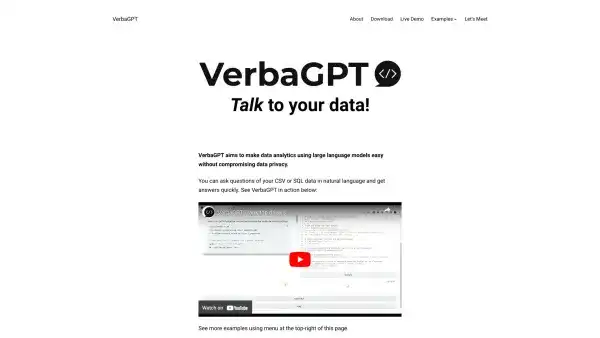 VerbaGPT
About Download Live Demo Examples Let's Meet
VerbaGPT </>
Talk to your data!
VerbaGPT aims to make data analytics using large language models easy
without compromising data privacy.
You can ask questions of your CSV or SQL data in natural language and get
answers quickly. See VerbaGPT in action below:
Watch on YouTube
See more examples using menu at the top-right of this page.